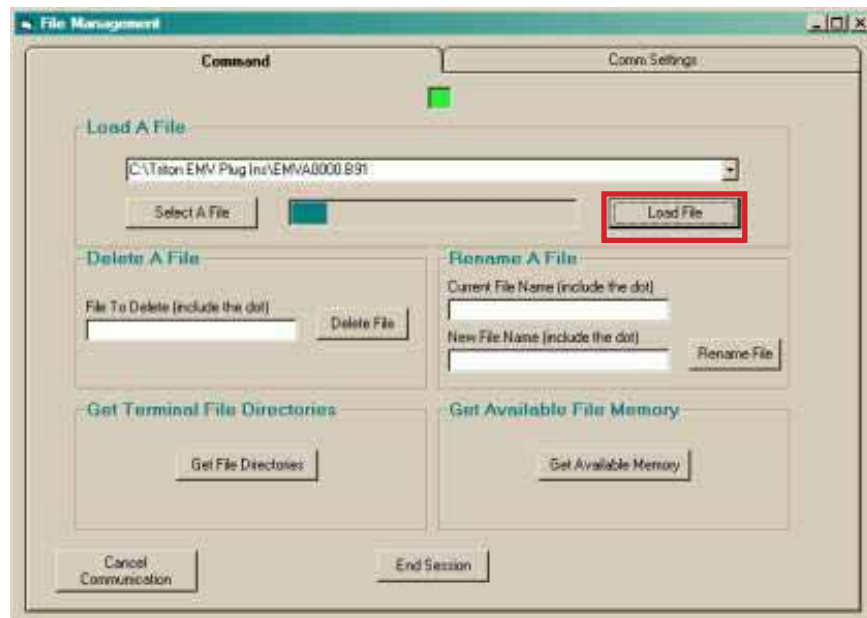 File Management
Command
Comm Settings
Load A File
C:\Triton EMV Plug Ins\EMVA0000.B91
Select A File
Load File
Delete A File
File To Delete (include the dot)
Delete File
Rename A File
Current File Name (include the dot)
New File Name (include the dot)
Rename File
Get Terminal File Directories
Get File Directories
Get Available File Memory
Get Available Memory
Cancel
Communication
End Session